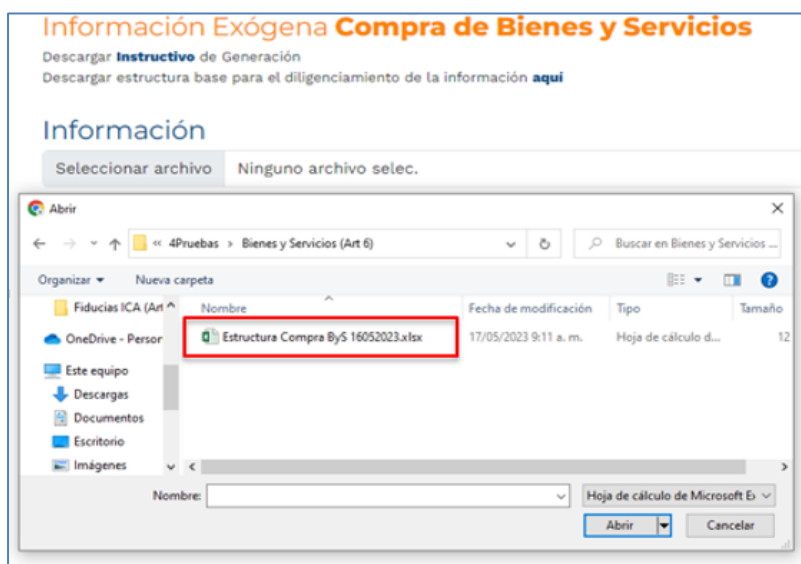 Información Exógena Compra de Bienes y Servicios
Descargar Instructivo de Generación
Descargar estructura base para el diligenciamiento de la información aquí
Información
Seleccionar archivo Ninguno archivo selec.
Abrir
« 4Pruebas > Bienes y Servicios (Art 6) Buscar en Bienes y Servicios ...
Organizar Nueva carpeta
Fiducias ICA (Art Nombre Fecha de modificación Tipo Tamaño
OneDrive - Person Estructura Compra ByS 16052023.xlsx 17/05/2023 9:11 a. m. Hoja de cálculo d... 12
Este equipo
Descargas
Documentos
Escritorio
Imágenes
Nombre: Hoja de cálculo de Microsoft Ex
Abrir Cancelar